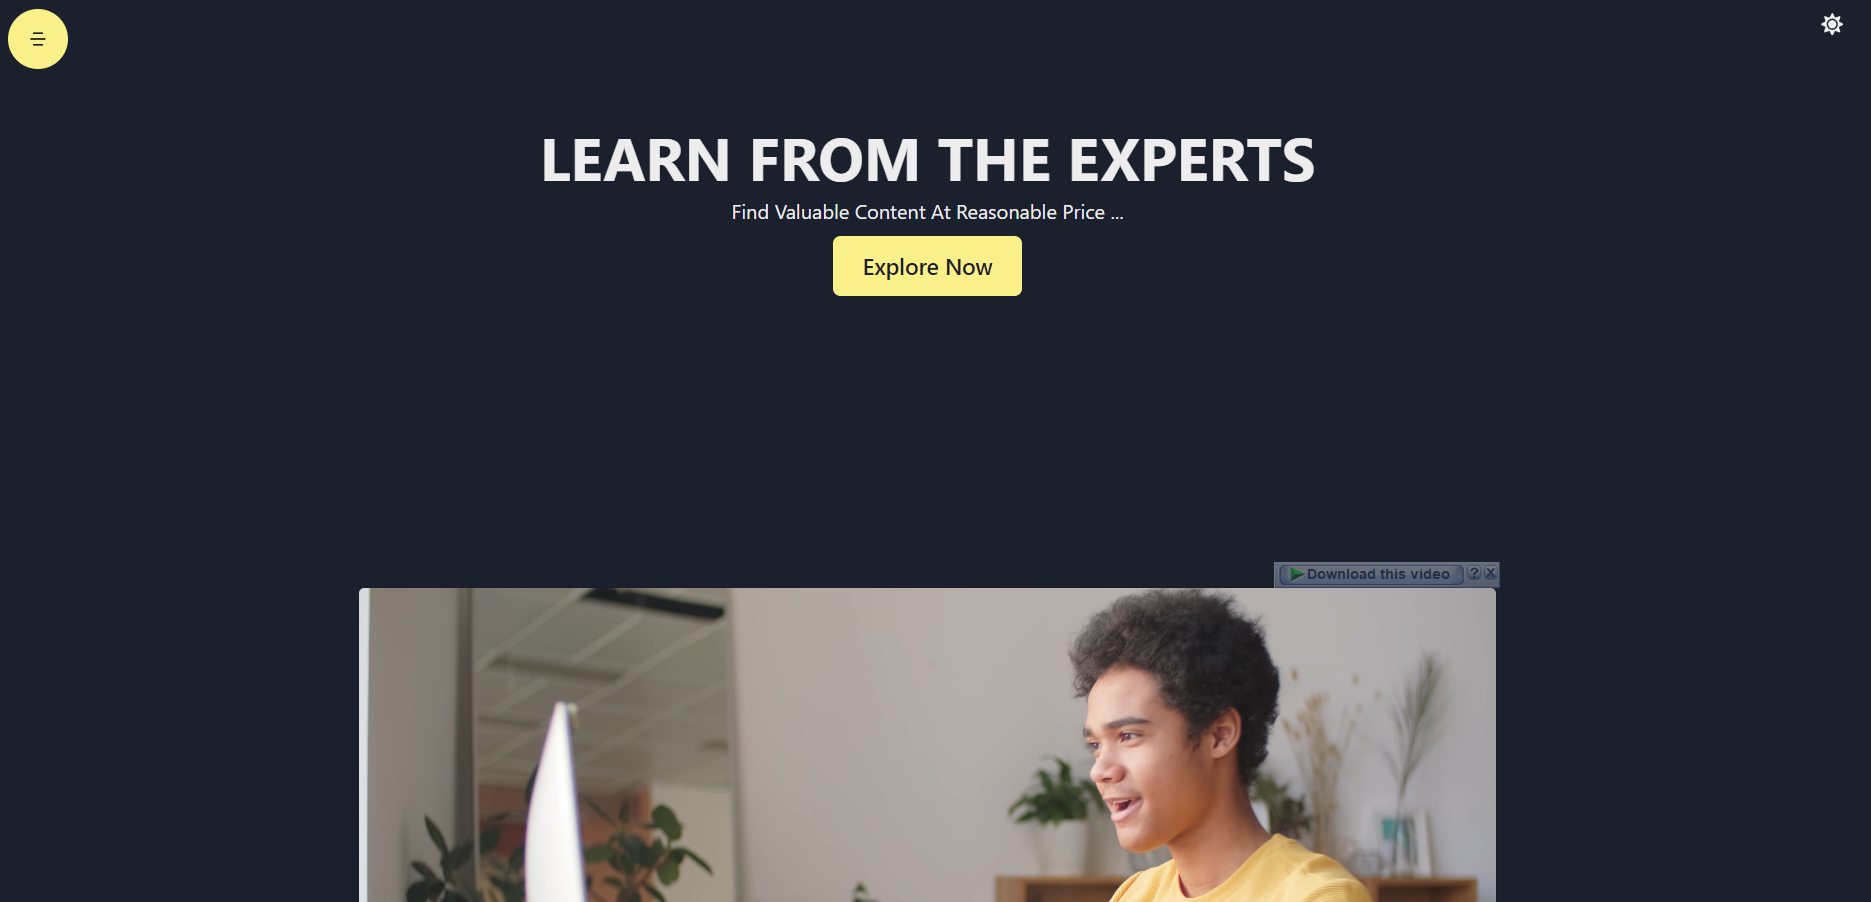 LEARN FROM THE EXPERTS
Find Valuable Content At Reasonable Price ...
Explore Now
Download this video ? X